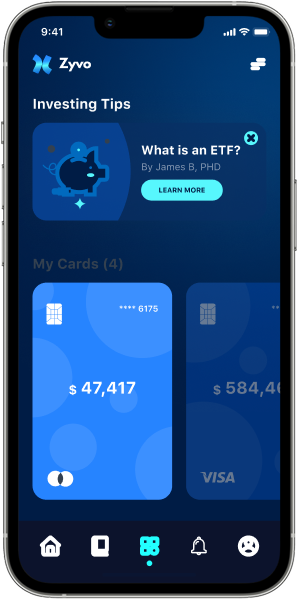 9:41
Zyvo
Investing Tips
What is an ETF?
By James B, PHD
LEARN MORE
My Cards (4)
**** 6175
**
$ 47,417
$ 584,4
VISA